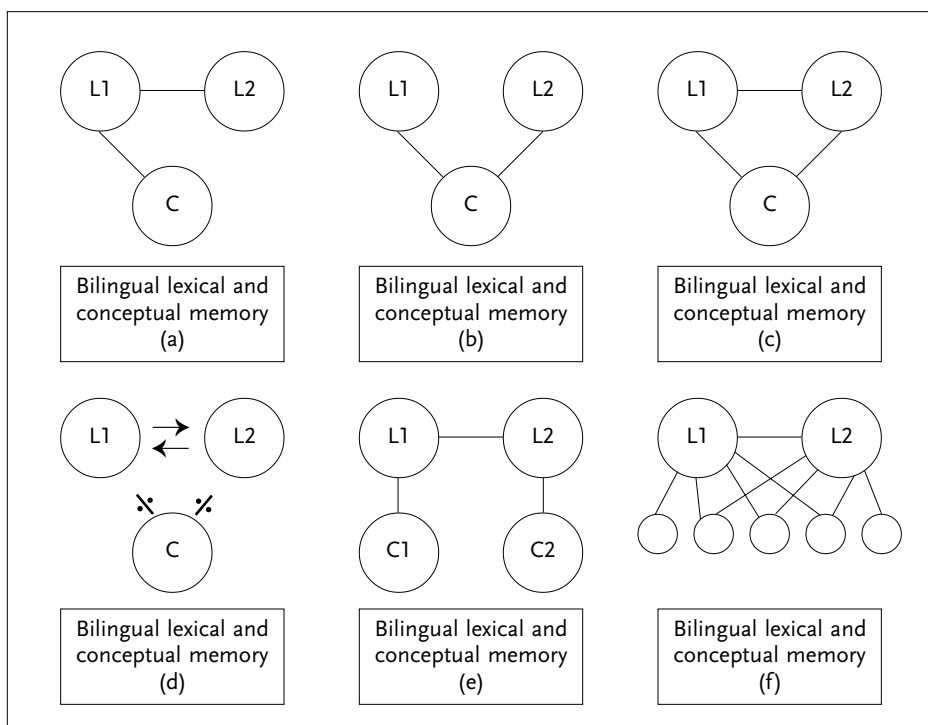 L1
L2
C
Bilingual lexical and
conceptual memory
(a)
L1
L2
C
Bilingual lexical and
conceptual memory
(b)
L1
L2
C
Bilingual lexical and
conceptual memory
(c)
L1
L2
C
Bilingual lexical and
conceptual memory
(d)
L1
L2
C1
C2
Bilingual lexical and
conceptual memory
(e)
L1
L2
Bilingual lexical and
conceptual memory
(f)